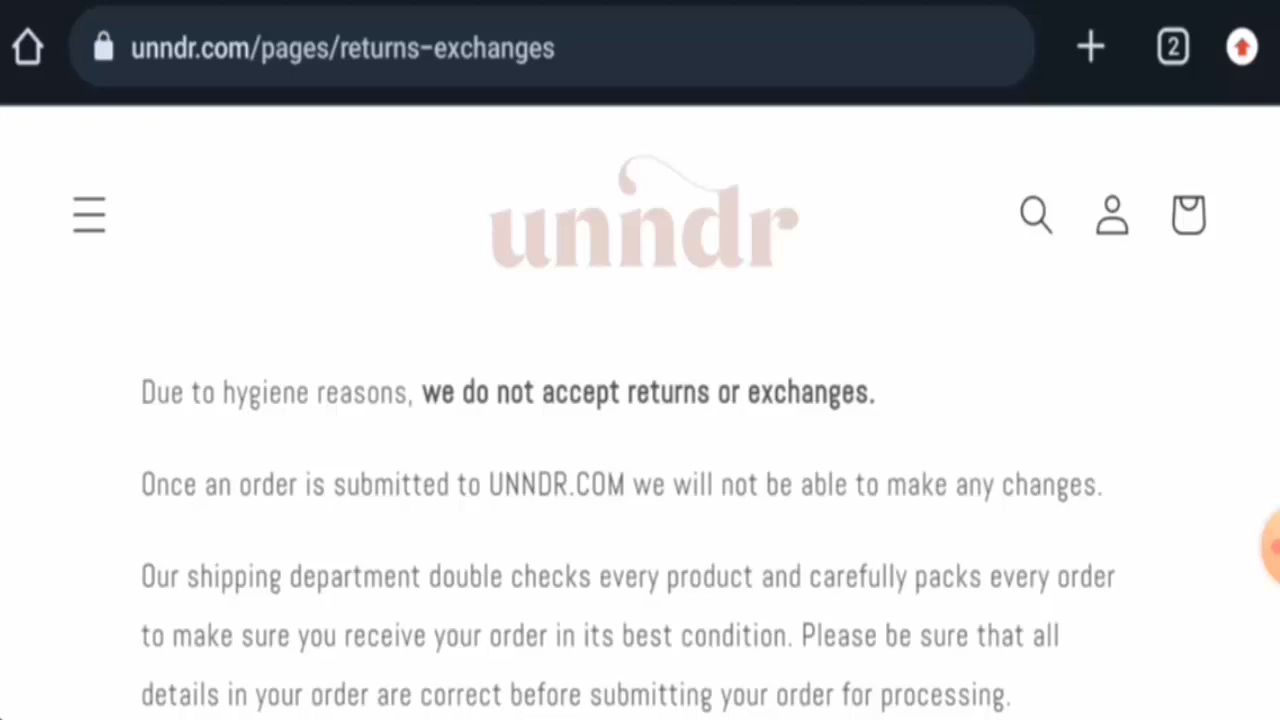 unndr.com/pages/returns-exchanges
2
unndr
Due to hygiene reasons, we do not accept returns or exchanges.
Once an order is submitted to UNNDR.COM we will not be able to make any changes.
Our shipping department double checks every product and carefully packs every order
to make sure you receive your order in its best condition. Please be sure that all
details in your order are correct before submitting your order for processing.